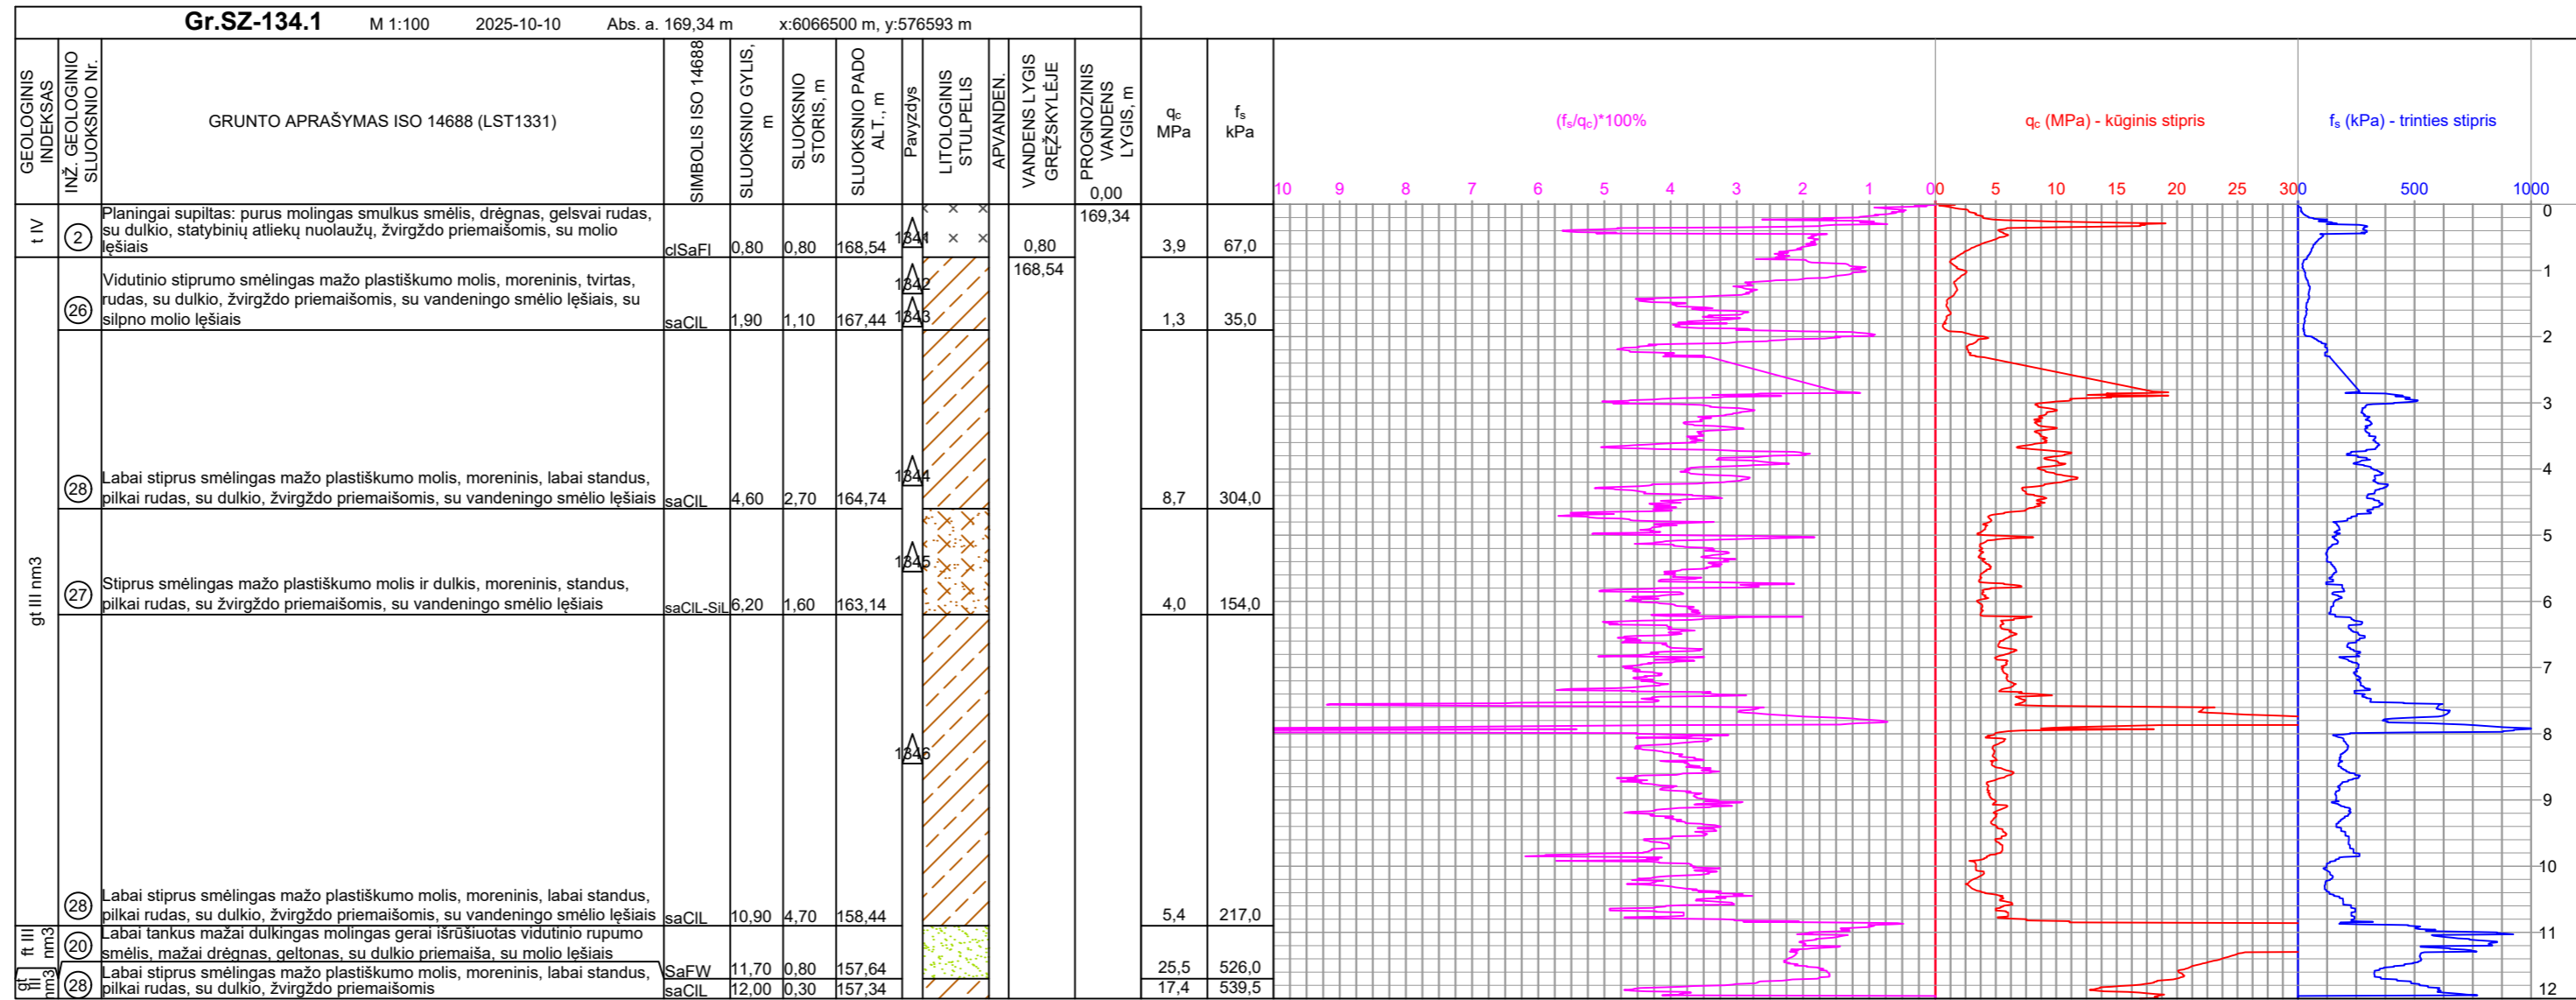 Gr.SZ-134.1 M 1:100 2025-10-10 Abs. a. 169,34 m x:6066500 m, y:576593 m
GEOLOGINIS
INDEKSAS
INŽ. GEOLOGINIO
SLUOKSNIO Nr.
GRUNTO APRAŠYMAS ISO 14688 (LST1331)
SIMBOLIS ISO 14688
SLUOKSNIO GYLIS,
m
SLUOKSNIO
STORIS, m
SLUOKSNIO PADO
ALT., m
Pavyzdys
LITOLOGINIS
STULPELIS
APVANDEN.
VANDENS LYGIS
GRĘŽSKYLĖJE
PROGNOZINIS
VANDENS
LYGIS, m
0,00
qc
MPa
fs
kPa
(fs/qc)*100%
qc (MPa) - kūginis stipris
fs (kPa) - trinties stipris
10 9 8 7 6 5 4 3 2 1 0
0 5 10 15 20 25 30
0 500 1000
t IV
2
Planingai supiltas: purus molingas smulkus smėlis, drėgnas, gelsvai rudas,
su dulkio, statybinių atliekų nuolaužų, žvirgždo priemaišomis, su molio
lęšiais
clSaFl 0,80 0,80 168,54 1341 0,80 169,34 3,9 67,0
168,54
gt III nm3
26
Vidutinio stiprumo smėlingas mažo plastiškumo molis, moreninis, tvirtas,
rudas, su dulkio, žvirgždo priemaišomis, su vandeningo smėlio lęšiais, su
silpno molio lęšiais
saClL 1,90 1,10 167,44 1342 1343 1,3 35,0
28
Labai stiprus smėlingas mažo plastiškumo molis, moreninis, labai standus,
pilkai rudas, su dulkio, žvirgždo priemaišomis, su vandeningo smėlio lęšiais
saClL 4,60 2,70 164,74 1344 8,7 304,0
27
Stiprus smėlingas mažo plastiškumo molis ir dulkis, moreninis, standus,
pilkai rudas, su žvirgždo priemaišomis, su vandeningo smėlio lęšiais
saClL-SiL 6,20 1,60 163,14 1345 4,0 154,0
28
Labai stiprus smėlingas mažo plastiškumo molis, moreninis, labai standus,
pilkai rudas, su dulkio, žvirgždo priemaišomis, su vandeningo smėlio lęšiais
saClL 10,90 4,70 158,44 1346 5,4 217,0
ft III
nm3
20
Labai tankus mažai dulkingas molingas gerai išrūšiuotas vidutinio rupumo
smėlis, mažai drėgnas, geltonas, su dulkio priemaiša, su molio lęšiais
SaFW 11,70 0,80 157,64 25,5 526,0
gt
III
nm3
28
Labai stiprus smėlingas mažo plastiškumo molis, moreninis, labai standus,
pilkai rudas, su dulkio, žvirgždo priemaišomis
saClL 12,00 0,30 157,34 17,4 539,5
0
1
2
3
4
5
6
7
8
9
10
11
12